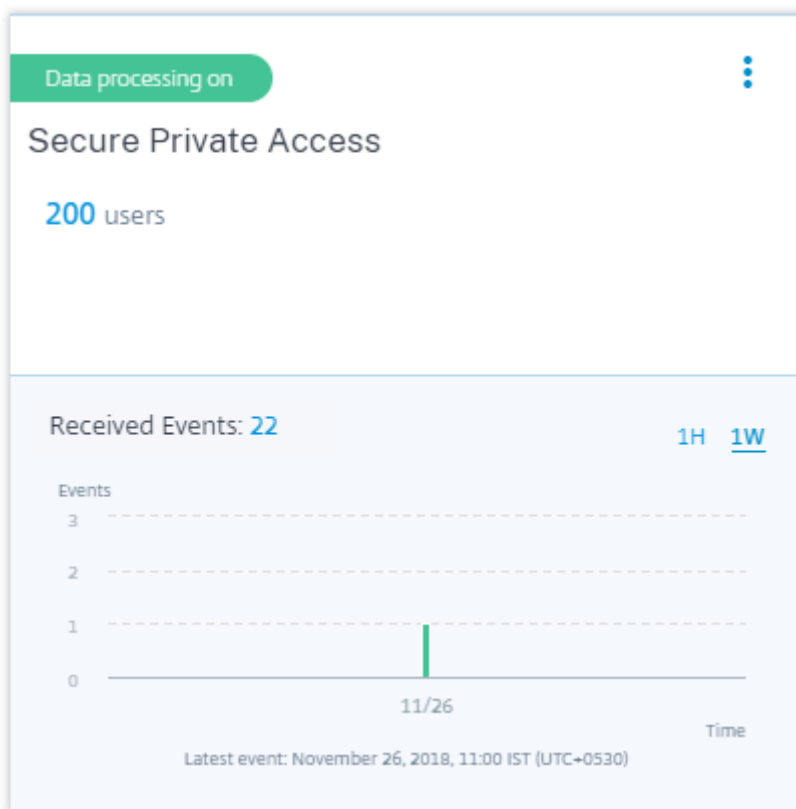 Data processing on
Secure Private Access
200 users
Received Events: 22
1H 1W
Events
3
2
1
0
11/26
Time
Latest event: November 26, 2018, 11:00 IST (UTC+0530)